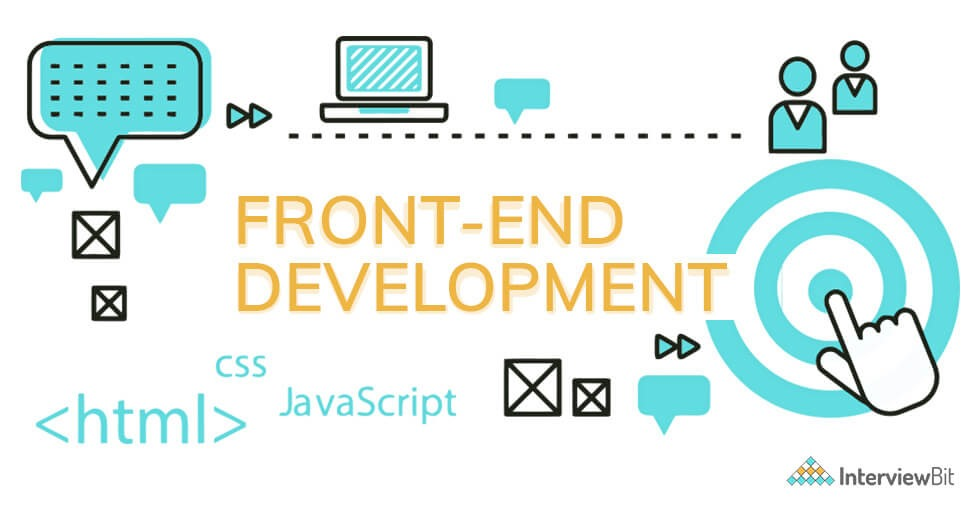 FRONT-END
DEVELOPMENT
css
JavaScript
<html>
InterviewBit